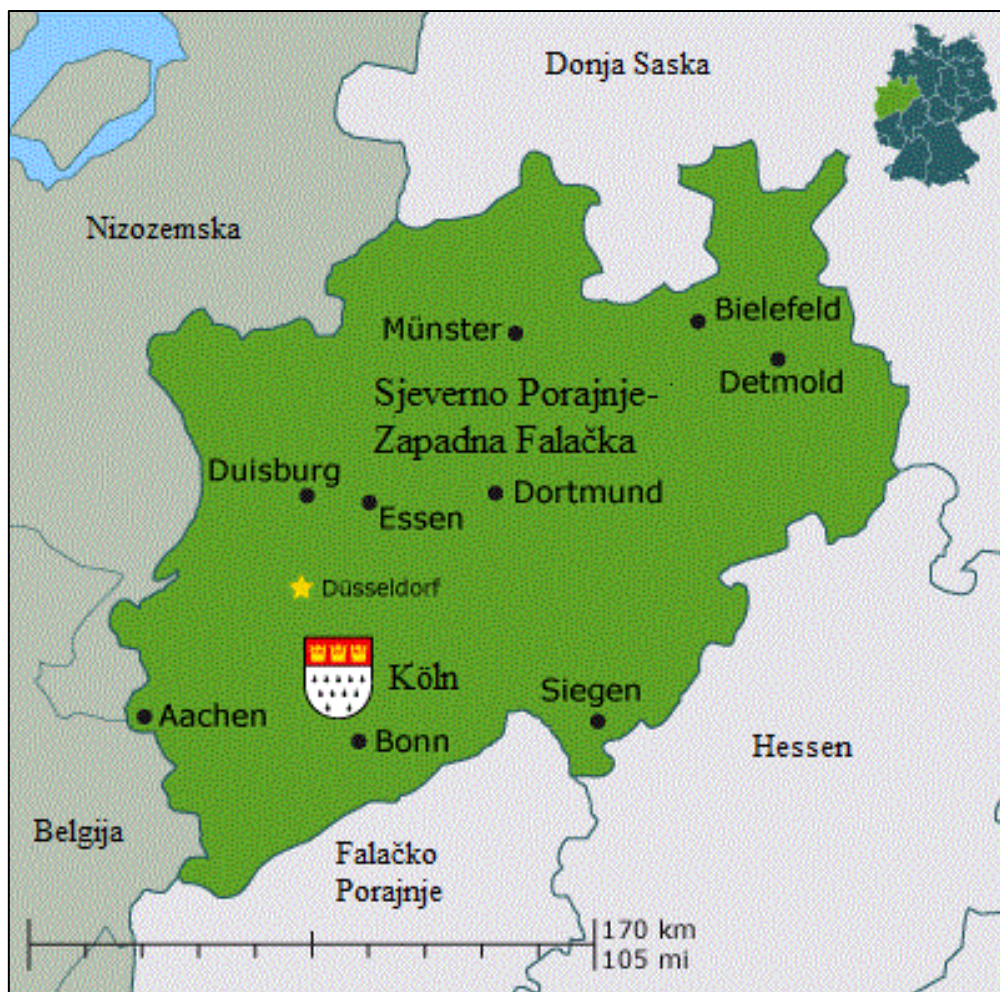 Donja Saska
Nizozemska
Bielefeld
Münster
Detmold
Sjeverno Porajnje-
Zapadna Falačka
Duisburg
Dortmund
Essen
Düsseldorf
Köln
Siegen
Aachen
Bonn
Hessen
Belgija
Falačko
Porajnje
170 km
105 mi